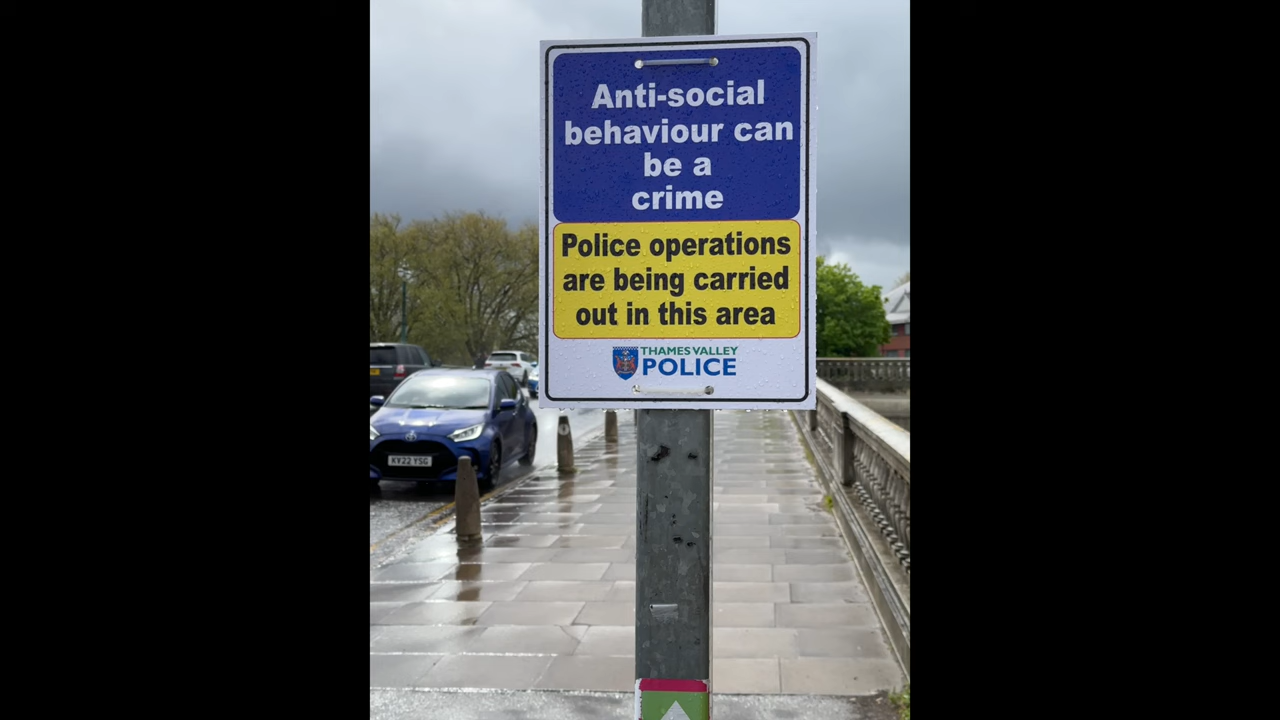 Anti-social
behaviour can
be a
crime
Police operations
are being carried
out in this area
THAMES VALLEY
POLICE
KV22 YSG